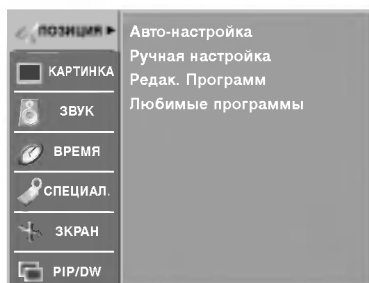 ПОЗИЦИЯ
КАРТИНКА
ЗВУК
ВРЕМЯ
СПЕЦИАЛ.
ЗКРАН
PIP/DW
Авто-настройка
Ручная настройка
Редак. Программ
Любимые программы